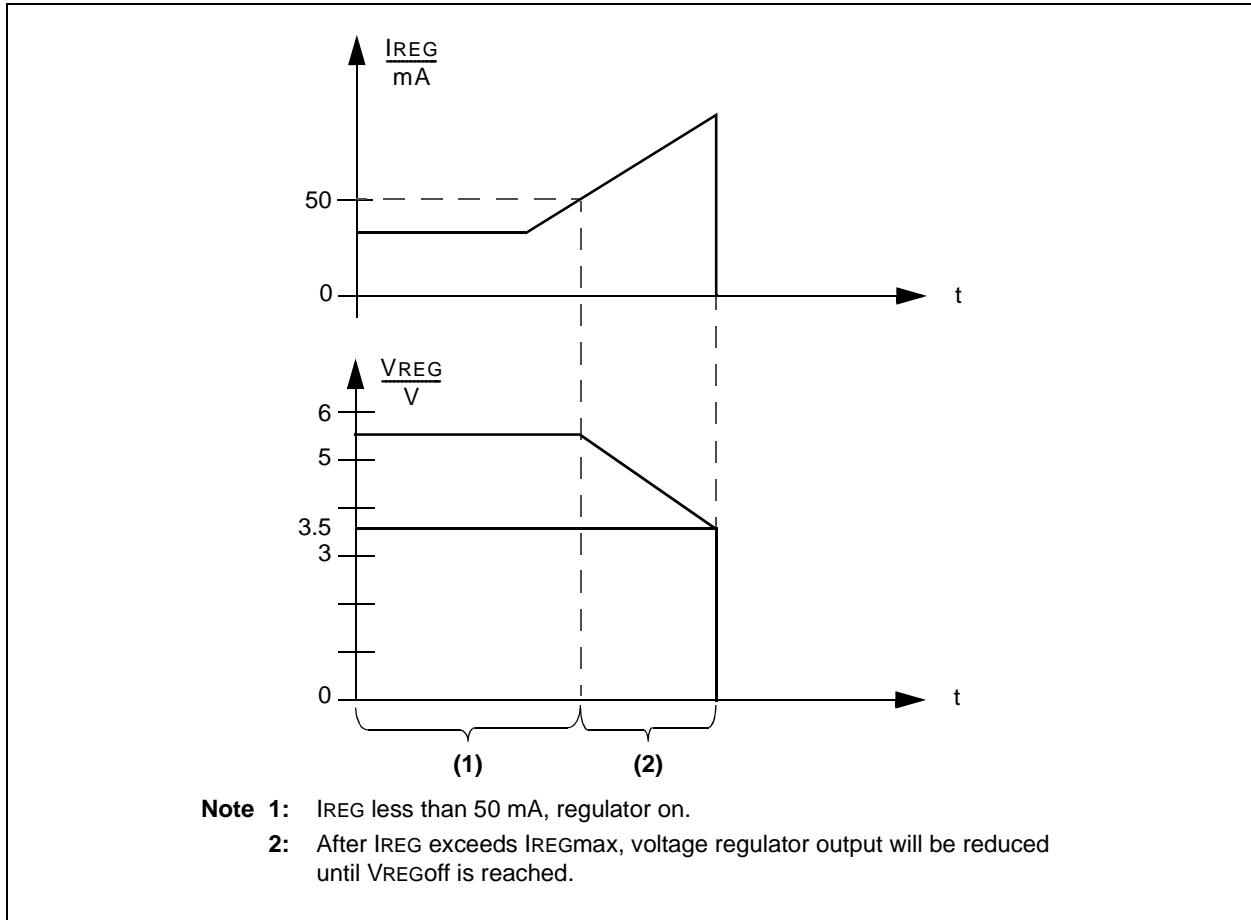 IREG
mA
50
0
t
VREG
V
6
5
3.5
3
0
t
(1) (2)
Note 1: IREG less than 50 mA, regulator on.
2: After IREG exceeds IREGmax, voltage regulator output will be reduced
until VREGoff is reached.